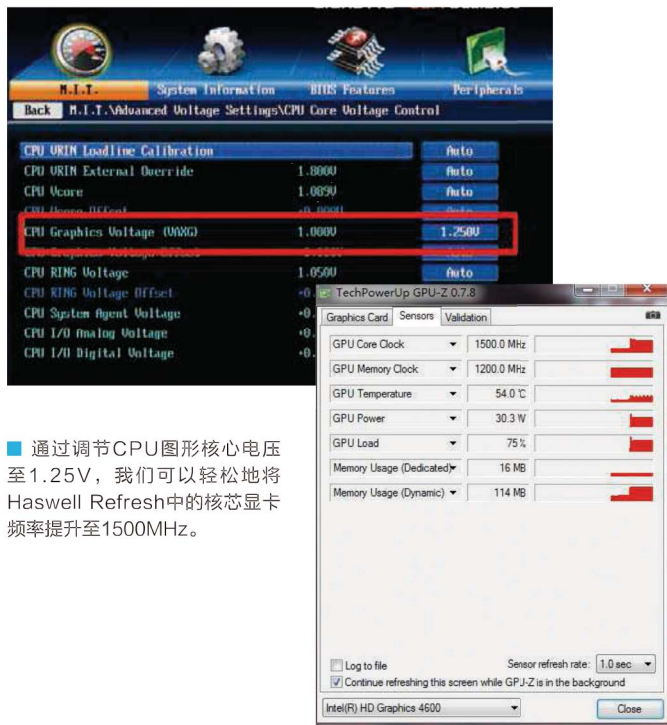 M.I.T.
System Information
BIOS Features
Peripherals
Back M.I.T.\Advanced Voltage Settings\CPU Core Voltage Control
CPU VRIN Loadline Calibration Auto
CPU VRIN External Override 1.800V Auto
CPU Vcore 1.089V Auto
CPU Graphics Voltage (VAXG) 1.000V 1.250V
CPU RING Voltage 1.050V Auto
CPU RING Voltage Offset +0.
CPU System Agent Voltage +0.
CPU I/O Analog Voltage +0.
CPU I/O Digital Voltage +0.
TechPowerUp GPU-Z 0.7.8
Graphics Card Sensors Validation
GPU Core Clock 1500.0 MHz
GPU Memory Clock 1200.0 MHz
GPU Temperature 54.0 °C
GPU Power 30.3 W
GPU Load 75 %
Memory Usage (Dedicated) 16 MB
Memory Usage (Dynamic) 114 MB
Log to file
Sensor refresh rate: 1.0 sec
Continue refreshing this screen while GPU-Z is in the background
Intel(R) HD Graphics 4600
Close
通过调节CPU图形核心电压
至1.25V，我们可以轻松地将
Haswell Refresh中的核芯显卡
频率提升至1500MHz。